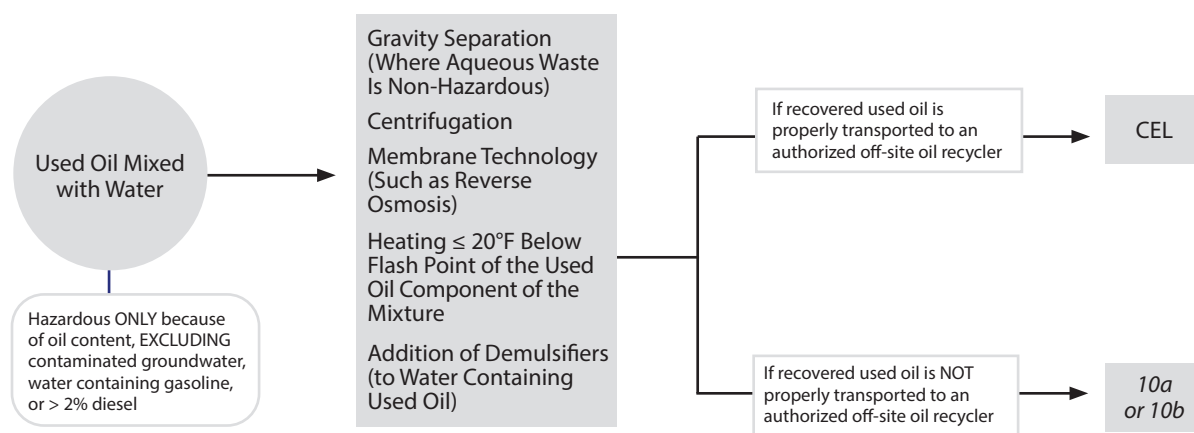 Used Oil Mixed
with Water
Hazardous ONLY because
of oil content, EXCLUDING
contaminated groundwater,
water containing gasoline,
or > 2% diesel
Gravity Separation
(Where Aqueous Waste
Is Non-Hazardous)
Centrifugation
Membrane Technology
(Such as Reverse
Osmosis)
Heating ≤ 20°F Below
Flash Point of the Used
Oil Component of the
Mixture
Addition of Demulsifiers
(to Water Containing
Used Oil)
If recovered used oil is
properly transported to an
authorized off-site oil recycler
CEL
If recovered used oil is NOT
properly transported to an
authorized off-site oil recycler
10a
or 10b